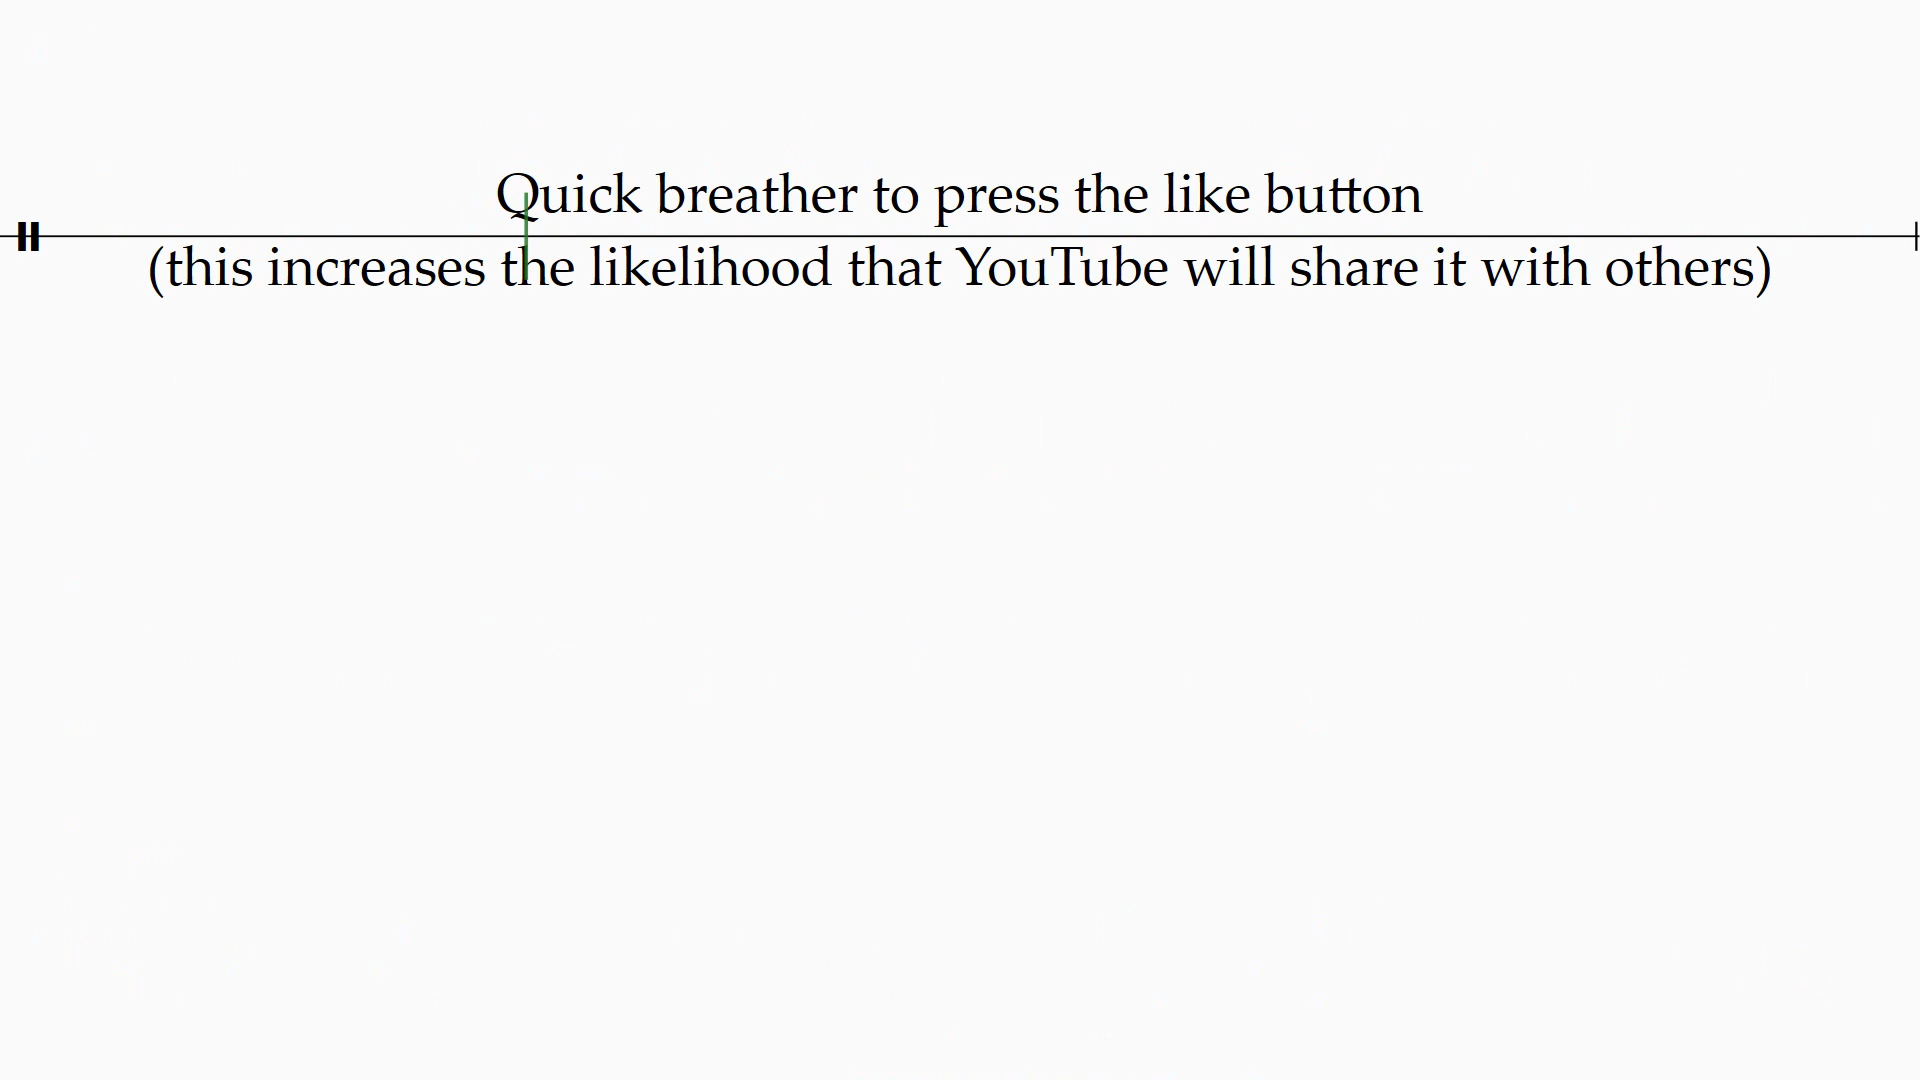 Quick breather to press the like button
(this increases the likelihood that YouTube will share it with others)